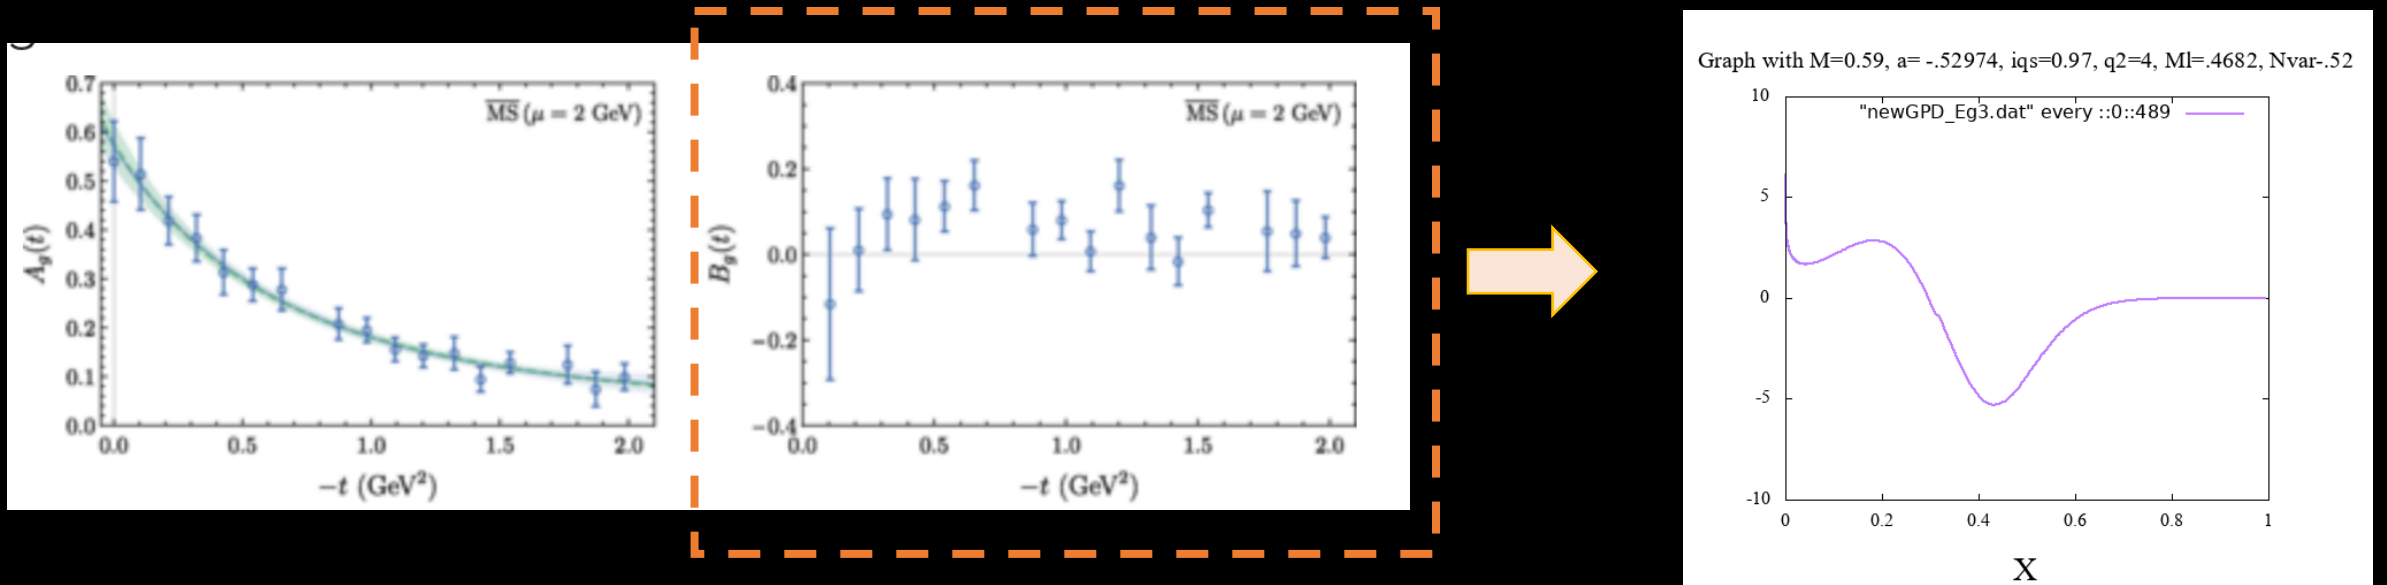 0.7
0.6
0.5
0.4
0.3
0.2
0.1
0.0
A_g(t)
MS (μ = 2 GeV)
0.0 0.5 1.0 1.5 2.0
−t (GeV²)
0.4
0.2
0.0
−0.2
−0.4
B_g(t)
MS (μ = 2 GeV)
0.0 0.5 1.0 1.5 2.0
−t (GeV²)
Graph with M=0.59, a= -.52974, iqs=0.97, q2=4, Ml=.4682, Nvar-.52
"newGPD_Eg3.dat" every ::0::489
10
5
0
-5
-10
0 0.2 0.4 0.6 0.8 1
X